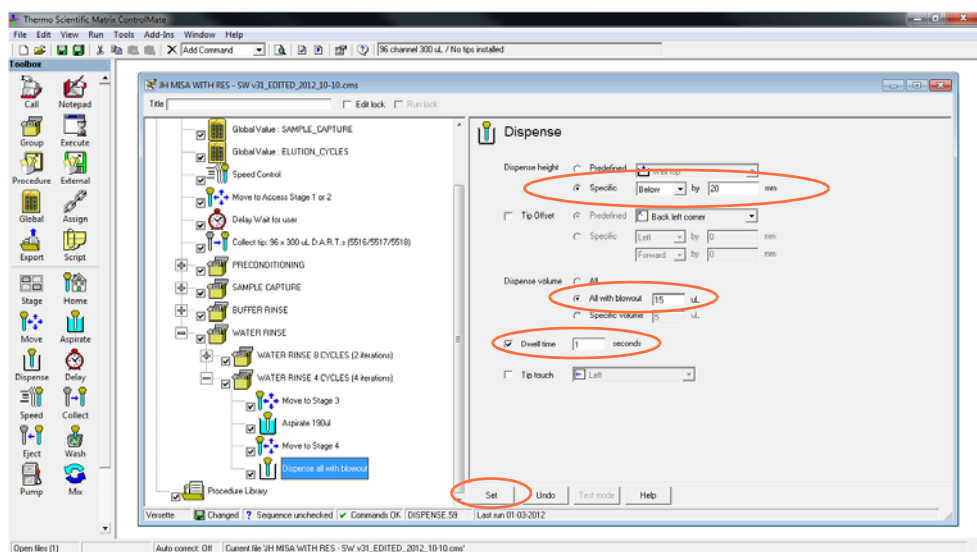 Thermo Scientific Matrix ControlMate
File Edit View Run Tools Add-Ins Window Help
Add Command
96 channel 300 uL / No tips installed
Toolbox
Call Notepad
Group Execute
Procedure External
Global Assign
Export Script
Stage Home
Move Aspirate
Dispense Delay
Speed Collect
Eject Wash
Pump Mix
JH MISA WITH RES - SW v31_EDITED_2012_10-10.cms
Title Edit lock Run lock
Global Value : SAMPLE_CAPTURE
Global Value : ELUTION_CYCLES
Speed Control
Move to Access Stage 1 or 2
Delay Wait for user
Collect tip: 96 x 300 uL D.A.R.T.s (5516/5517/5518)
PRECONDITIONING
SAMPLE CAPTURE
BUFFER RINSE
WATER RINSE
WATER RINSE 8 CYCLES (2 iterations)
WATER RINSE 4 CYCLES (4 iterations)
Move to Stage 3
Aspirate 190ul
Move to Stage 4
Dispense all with blowout
Procedure Library
Dispense
Dispense height Predefined Well top
Specific Below by 20 mm
Tip Offset Predefined Back left corner
Specific Left by 0 mm
Forward by 0 mm
Dispense volume All
All with blowout 15 uL
Specific volume 5 uL
Dwell time 1 seconds
Tip touch Left
Set Undo Test mode Help
Versette Changed ? Sequence unchecked Commands OK DISPENSE.59 Last run 01-03-2012
Open files (1) Auto correct: Off Current file 'JH MISA WITH RES - SW v31_EDITED_2012_10-10.cms'